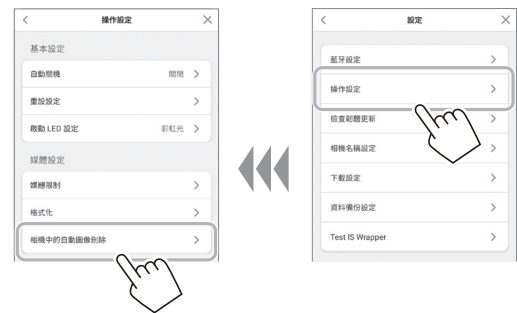 操作設定
基本設定
自動關機 關閉
重設設定
啟動 LED 設定 彩虹光
媒體設定
媒體限制
格式化
相機中的自動圖像刪除
設定
藍牙設定
操作設定
檢查韌體更新
相機名稱設定
下載設定
資料備份設定
Test IS Wrapper